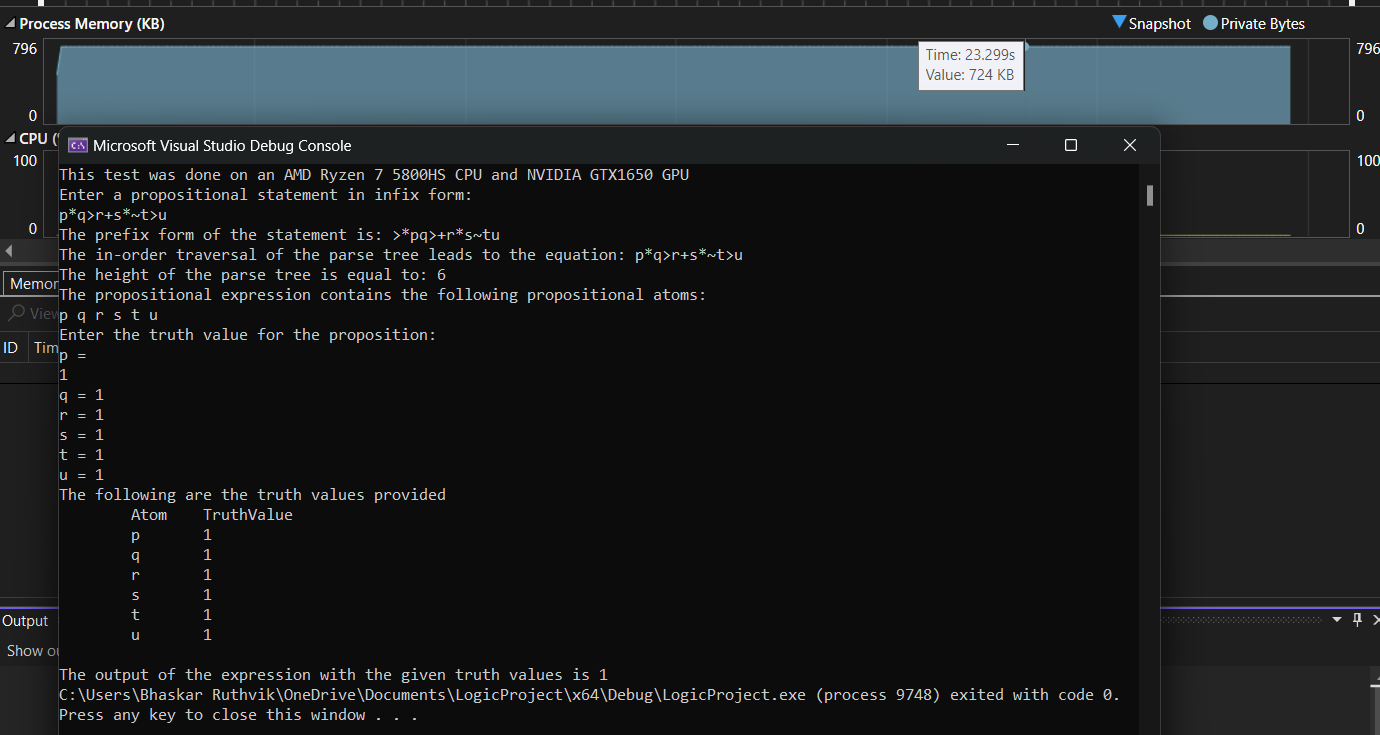 Process Memory (KB) Snapshot Private Bytes
796 796
Time: 23.299s
Value: 724 KB
0 0
CPU (
100 100
Microsoft Visual Studio Debug Console
0 0
This test was done on an AMD Ryzen 7 5800HS CPU and NVIDIA GTX1650 GPU
Enter a propositional statement in infix form:
p*q>r+s*~t>u
The prefix form of the statement is: >*pq>+r*s~tu
The in-order traversal of the parse tree leads to the equation: p*q>r+s*~t>u
The height of the parse tree is equal to: 6
The propositional expression contains the following propositional atoms:
p q r s t u
Enter the truth value for the proposition:
p =
1
q = 1
r = 1
s = 1
t = 1
u = 1
The following are the truth values provided
Atom TruthValue
p 1
q 1
r 1
s 1
t 1
u 1
The output of the expression with the given truth values is 1
C:\Users\Bhaskar Ruthvik\OneDrive\Documents\LogicProject\x64\Debug\LogicProject.exe (process 9748) exited with code 0.
Press any key to close this window . . .
Memor
View
ID Tim
Output
Show ou